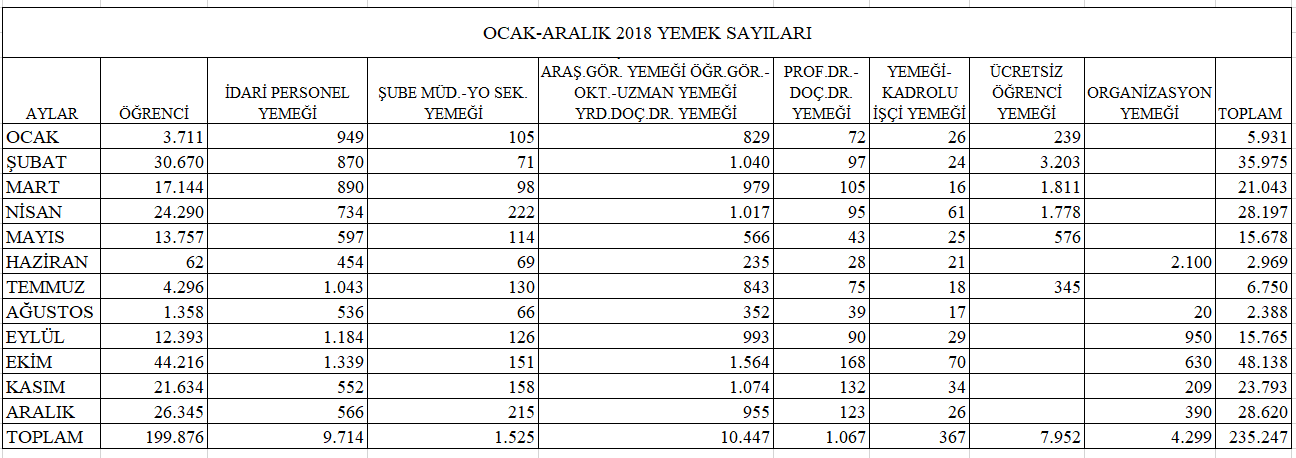 OCAK-ARALIK 2018 YEMEK SAYILARI
AYLAR ÖĞRENCİ İDARİ PERSONEL YEMEĞİ ŞUBE MÜD.-YO SEK. YEMEĞİ ARAŞ.GÖR. YEMEĞİ ÖĞR.GÖR.-OKT.-UZMAN YEMEĞİ YRD.DOÇ.DR. YEMEĞİ PROF.DR.-DOÇ.DR. YEMEĞİ YEMEĞİ-KADROLU İŞÇİ YEMEĞİ ÜCRETSİZ ÖĞRENCİ YEMEĞİ ORGANİZASYON YEMEĞİ TOPLAM
OCAK 3.711 949 105 829 72 26 239 5.931
ŞUBAT 30.670 870 71 1.040 97 24 3.203 35.975
MART 17.144 890 98 979 105 16 1.811 21.043
NİSAN 24.290 734 222 1.017 95 61 1.778 28.197
MAYIS 13.757 597 114 566 43 25 576 15.678
HAZİRAN 62 454 69 235 28 21 2.100 2.969
TEMMUZ 4.296 1.043 130 843 75 18 345 6.750
AĞUSTOS 1.358 536 66 352 39 17 20 2.388
EYLÜL 12.393 1.184 126 993 90 29 950 15.765
EKİM 44.216 1.339 151 1.564 168 70 630 48.138
KASIM 21.634 552 158 1.074 132 34 209 23.793
ARALIK 26.345 566 215 955 123 26 390 28.620
TOPLAM 199.876 9.714 1.525 10.447 1.067 367 7.952 4.299 235.247